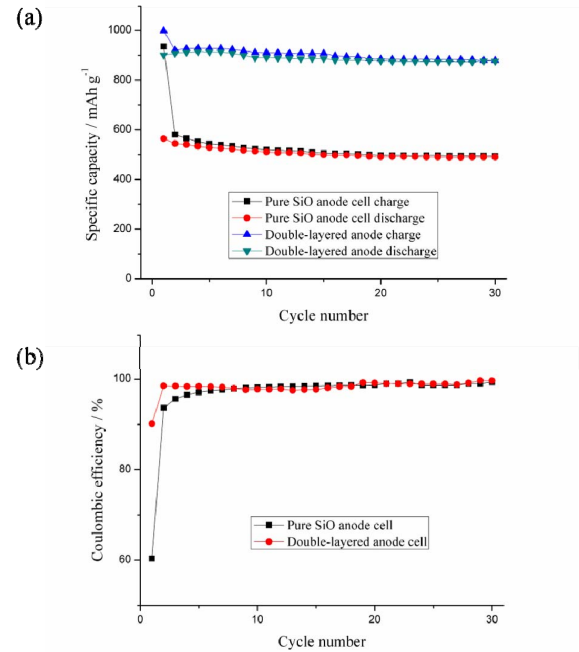 (a)
1000
800
600
400
200
0
Specific capacity / mAh g-1
Pure SiO anode cell charge
Pure SiO anode cell discharge
Double-layered anode charge
Double-layered anode discharge
0 10 20 30
Cycle number
(b)
100
80
60
Coulombic efficiency / %
Pure SiO anode cell
Double-layered anode cell
0 10 20 30
Cycle number